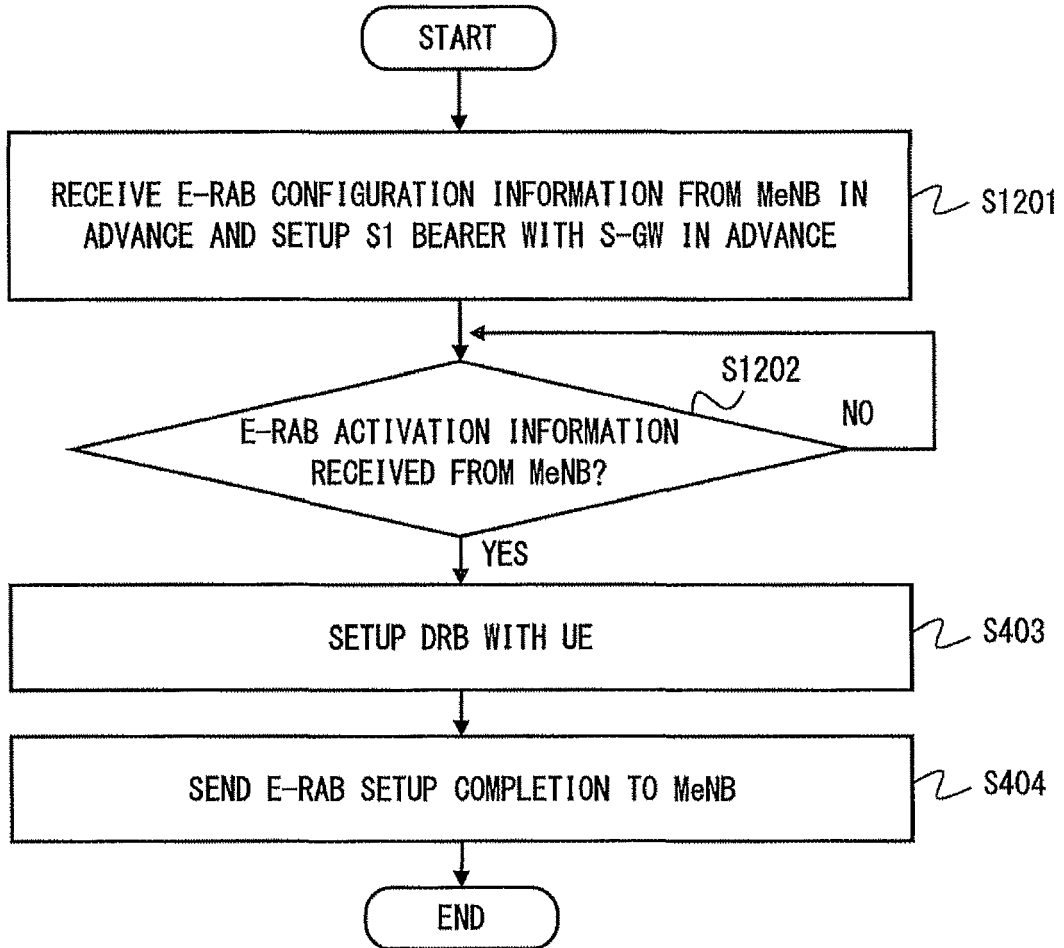 START
RECEIVE E-RAB CONFIGURATION INFORMATION FROM MeNB IN
ADVANCE AND SETUP S1 BEARER WITH S-GW IN ADVANCE
S1201
S1202
E-RAB ACTIVATION INFORMATION
RECEIVED FROM MeNB?
NO
YES
SETUP DRB WITH UE
S403
SEND E-RAB SETUP COMPLETION TO MeNB
S404
END